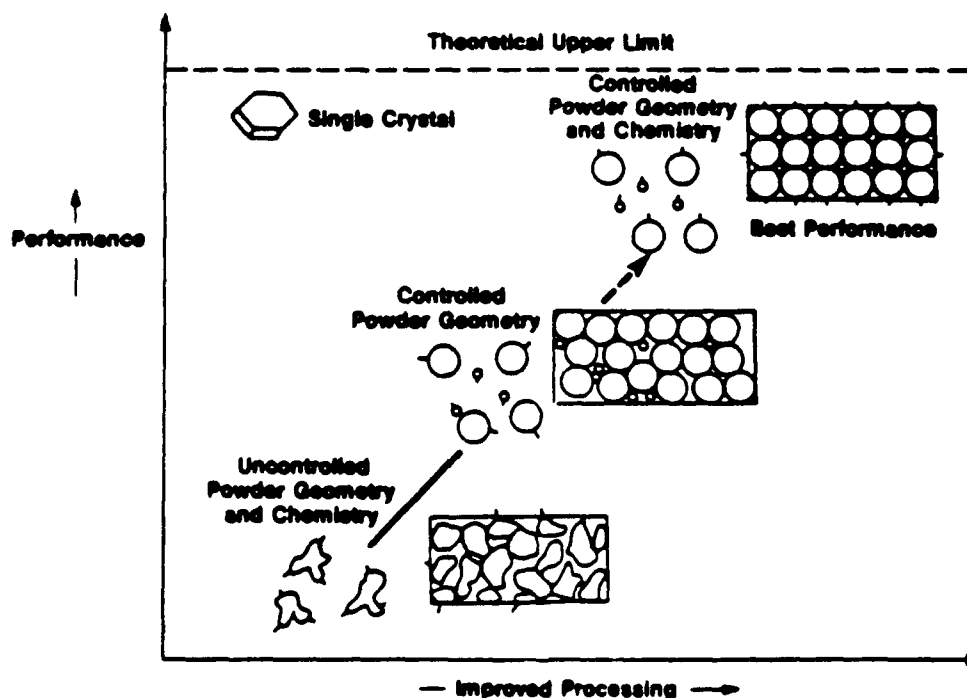 Theoretical Upper Limit
Single Crystal
Controlled
Powder Geometry
and Chemistry
Best Performance
Performance
Controlled
Powder Geometry
Uncontrolled
Powder Geometry
and Chemistry
Improved Processing